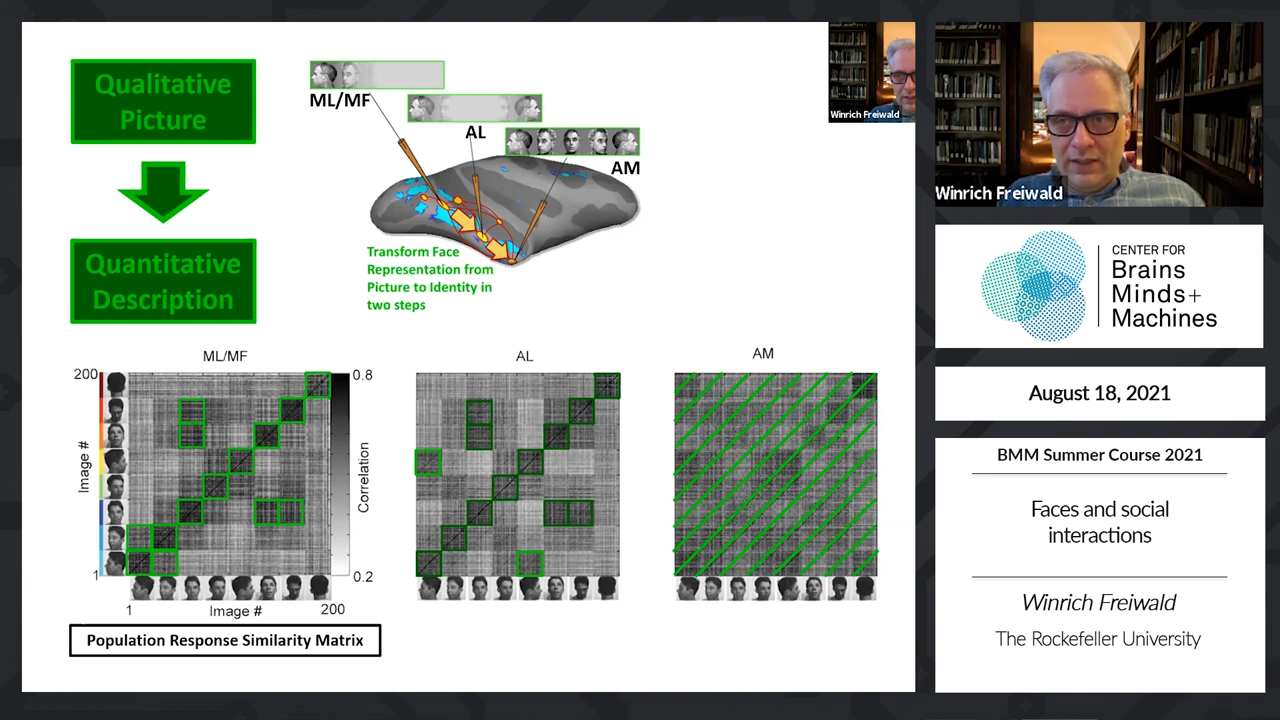 Qualitative
Picture
Quantitative
Description
ML/MF
AL
AM
Transform Face
Representation from
Picture to Identity in
two steps
ML/MF
AL
AM
200
Image #
1
0.8
Correlation
0.2
1
Image #
200
Population Response Similarity Matrix
Winrich Freiwald
Winrich Freiwald
CENTER FOR
Brains
Minds+
Machines
August 18, 2021
BMM Summer Course 2021
Faces and social
interactions
Winrich Freiwald
The Rockefeller University